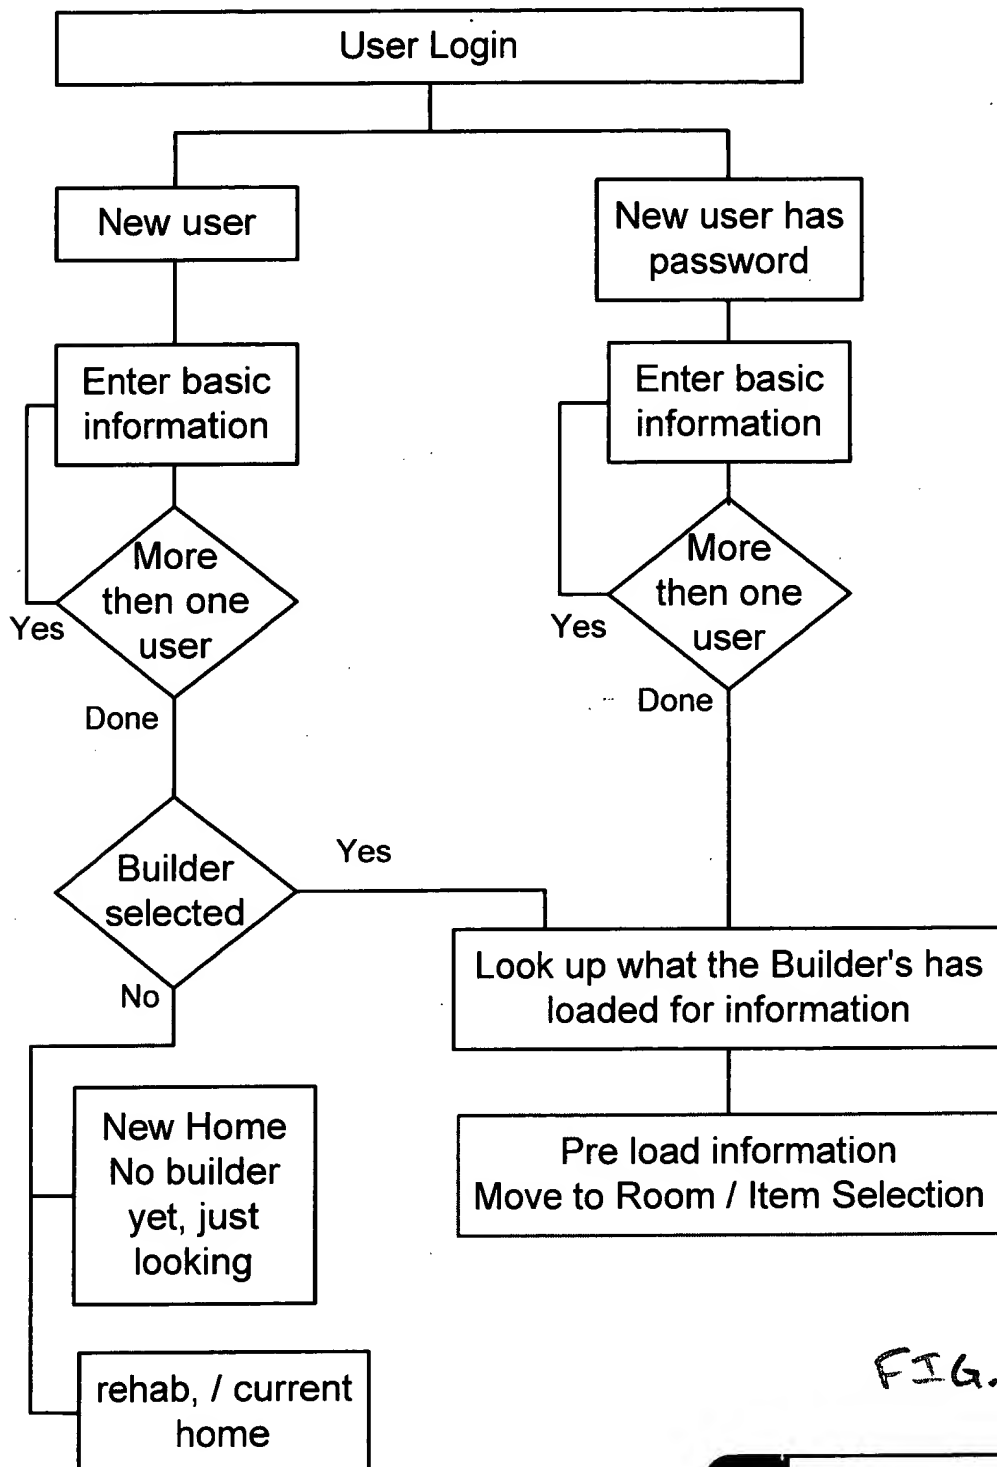 User Login
New user
New user has
password
Enter basic
information
Enter basic
information
More
then one
user
Yes
Done
More
then one
user
Yes
Done
Builder
selected
Yes
No
Look up what the Builder's has
loaded for information
Pre load information
Move to Room / Item Selection
New Home
No builder
yet, just
looking
rehab, / current
home
FIG.